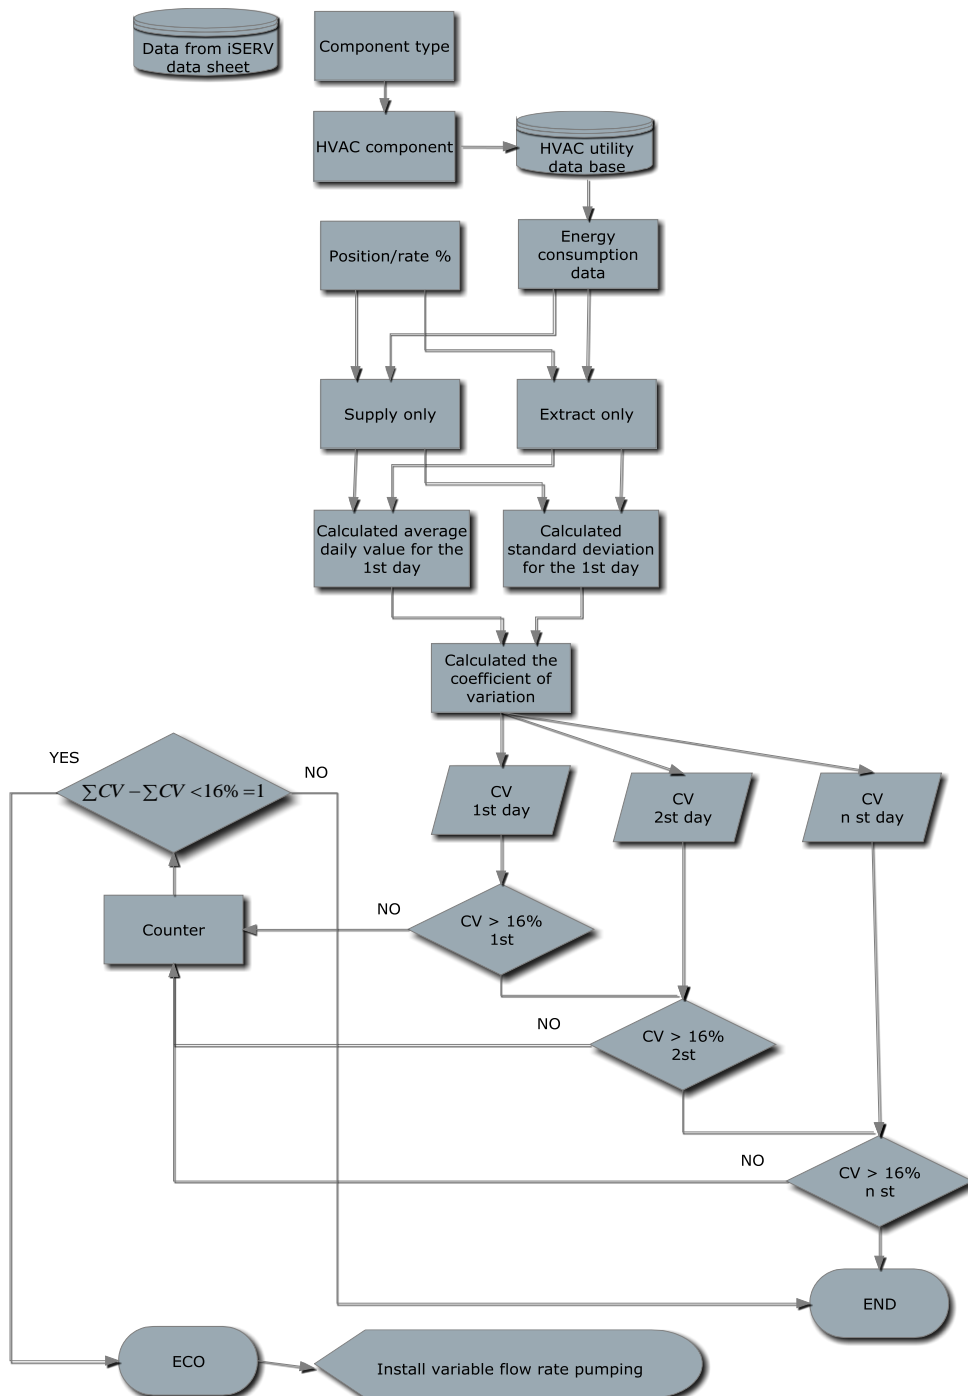 Data from iSERV
data sheet
Component type
HVAC component
HVAC utility
data base
Position/rate %
Energy
consumption
data
Supply only
Extract only
Calculated average
daily value for the
1st day
Calculated
standard deviation
for the 1st day
Calculated the
coefficient of
variation
YES
∑CV −∑CV <16% =1
NO
CV
1st day
CV
2st day
CV
n st day
Counter
NO
CV > 16%
1st
NO
CV > 16%
2st
NO
CV > 16%
n st
END
ECO
Install variable flow rate pumping